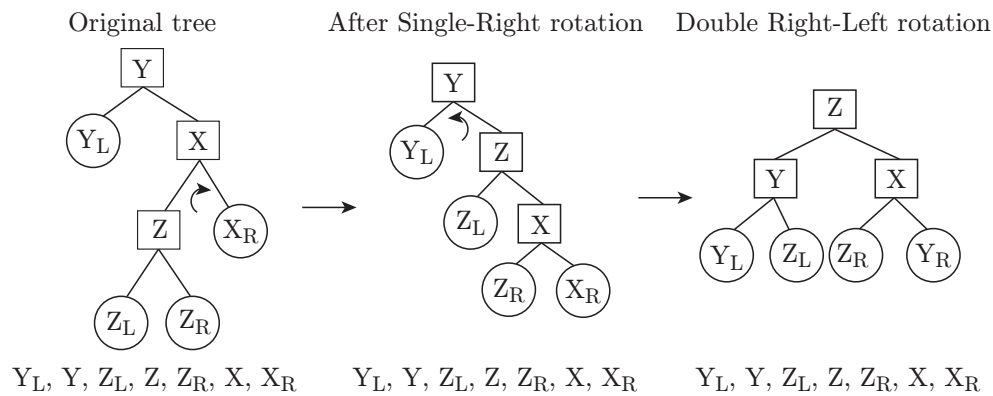 Original tree
After Single-Right rotation
Double Right-Left rotation
Y
Y_L
X
Z
X_R
Z_L
Z_R
Y
Y_L
Z
Z_L
X
Z_R
X_R
Z
Y
X
Y_L
Z_L
Z_R
Y_R
Y_L, Y, Z_L, Z, Z_R, X, X_R
Y_L, Y, Z_L, Z, Z_R, X, X_R
Y_L, Y, Z_L, Z, Z_R, X, X_R